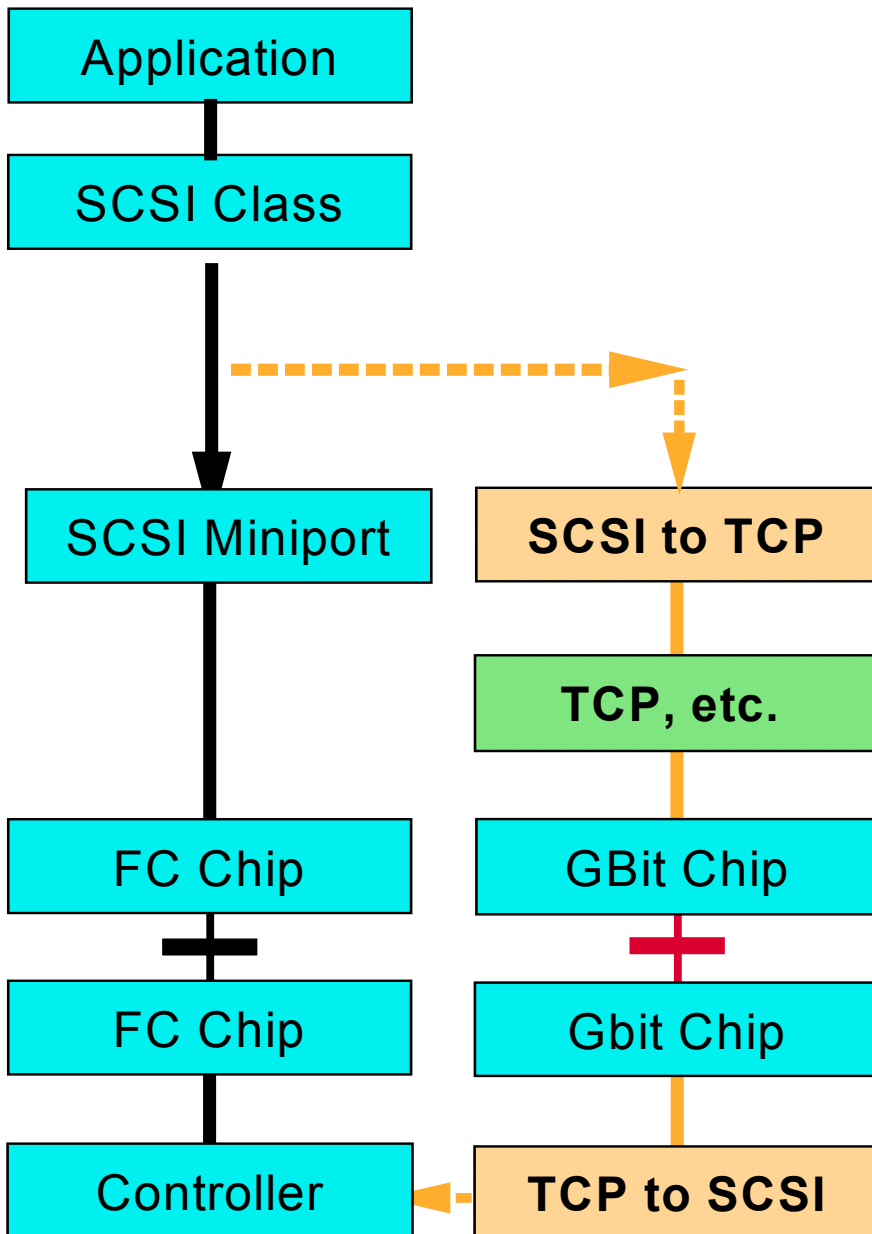 Application
SCSI Class
SCSI Miniport
SCSI to TCP
TCP, etc.
FC Chip
GBit Chip
FC Chip
Gbit Chip
Controller
TCP to SCSI